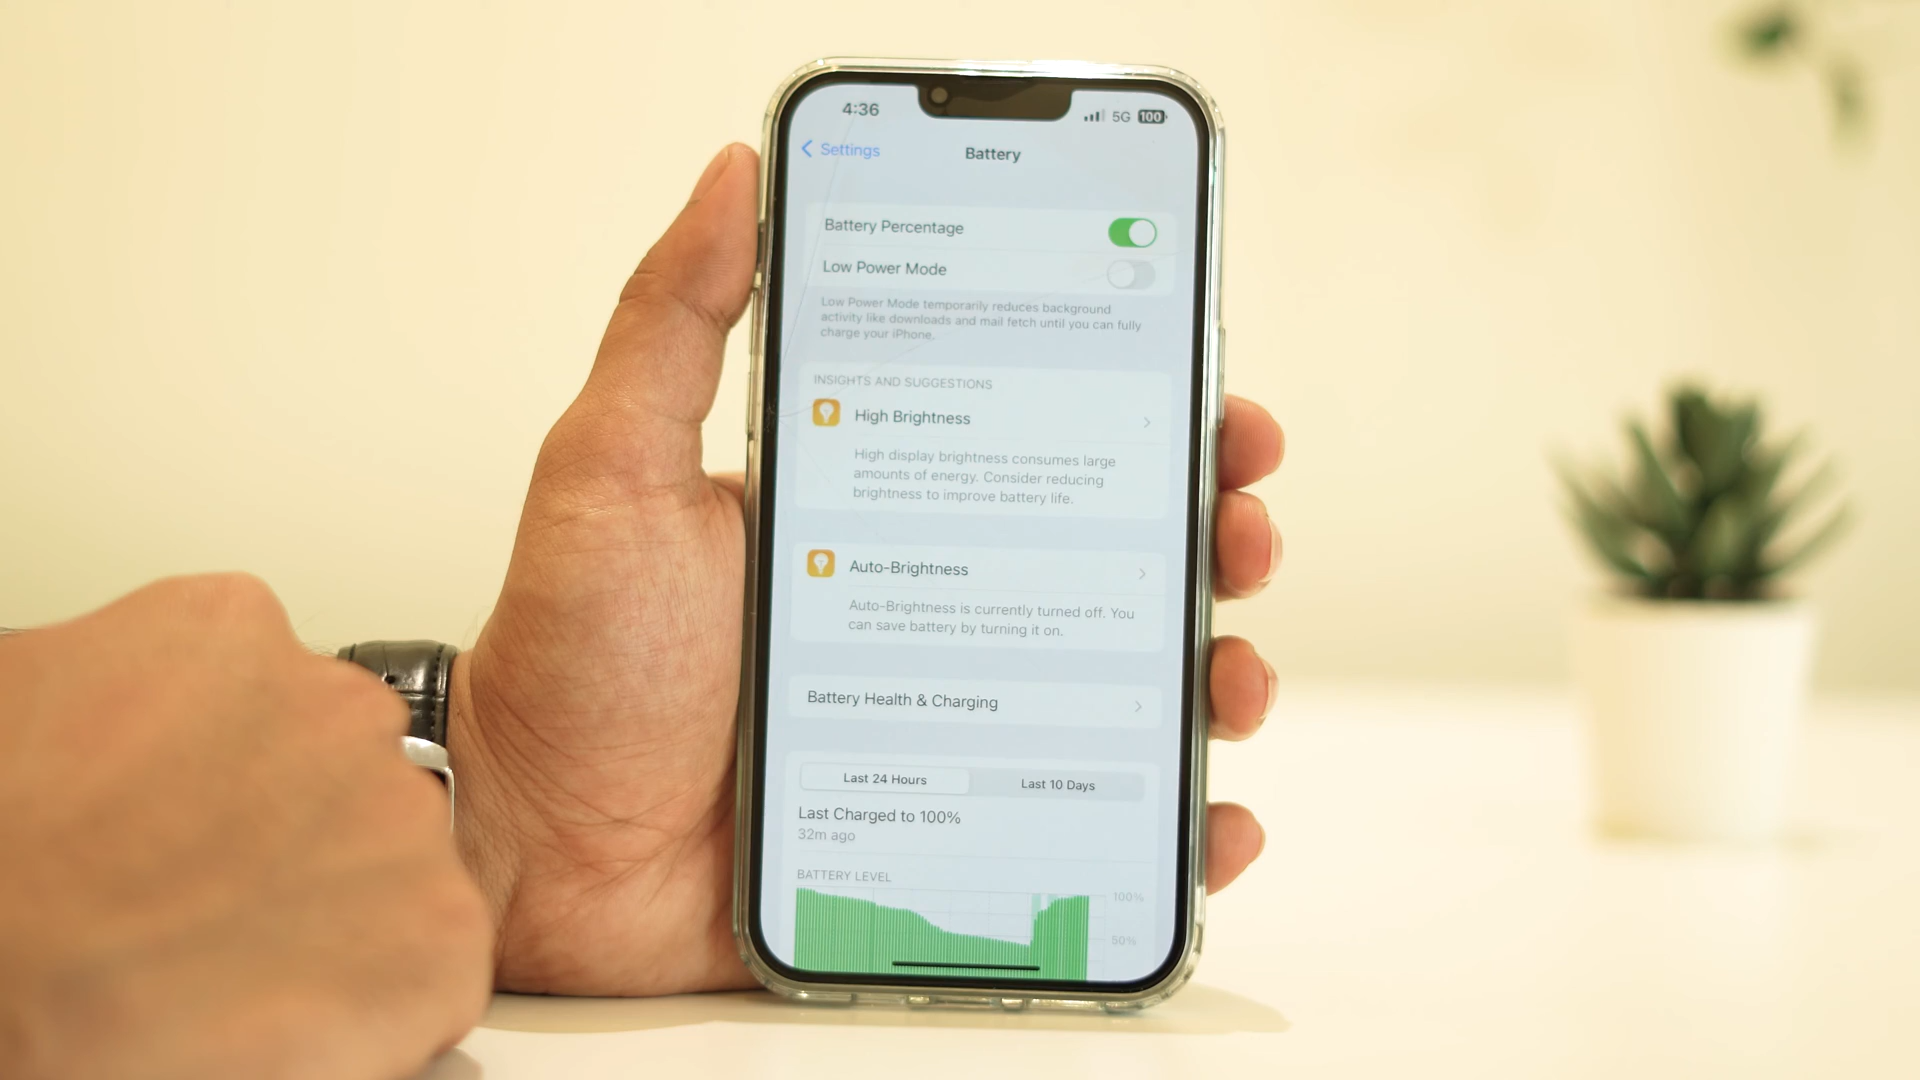 4:36
5G 100
Settings
Battery
Battery Percentage
Low Power Mode
Low Power Mode temporarily reduces background
activity like downloads and mail fetch until you can fully
charge your iPhone.
INSIGHTS AND SUGGESTIONS
High Brightness
High display brightness consumes large
amounts of energy. Consider reducing
brightness to improve battery life.
Auto-Brightness
Auto-Brightness is currently turned off. You
can save battery by turning it on.
Battery Health & Charging
Last 24 Hours
Last 10 Days
Last Charged to 100%
32m ago
BATTERY LEVEL
100%
50%